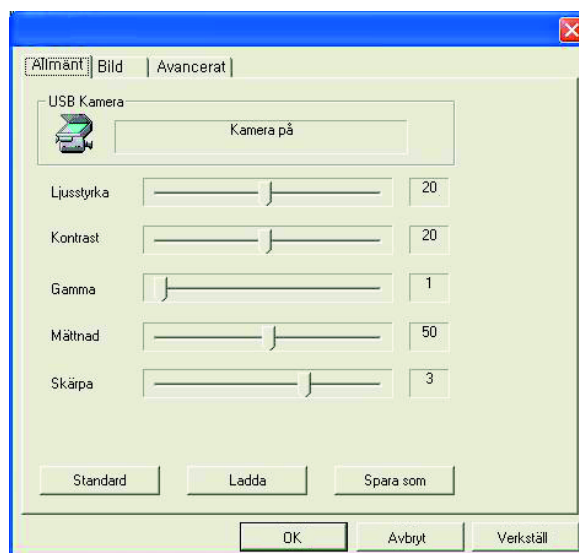 Allmänt Bild Avancerat
USB Kamera
Kamera på
Ljusstyrka 20
Kontrast 20
Gamma 1
Mättnad 50
Skärpa 3
Standard Ladda Spara som
OK Avbryt Verkställ